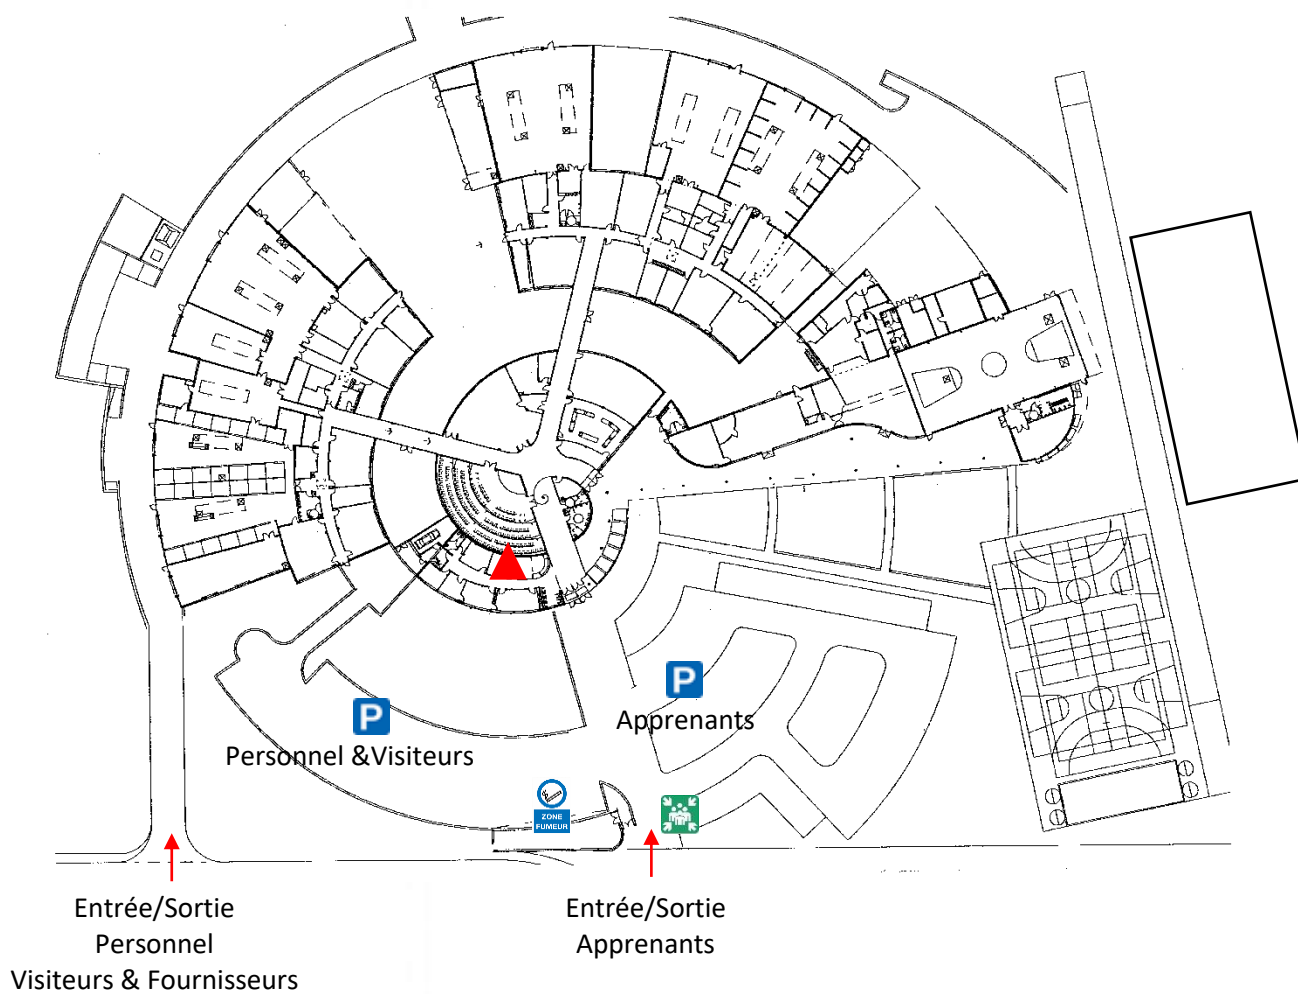 P
Apprenants
P
Personnel &Visiteurs
ZONE
FUMEUR
Entrée/Sortie
Personnel
Visiteurs & Fournisseurs
Entrée/Sortie
Apprenants